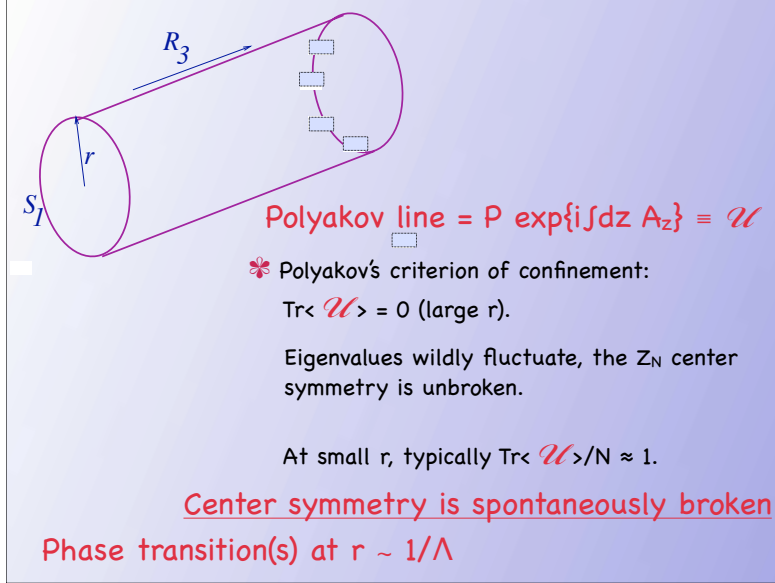 R3
r
S1
Polyakov line = P exp{i∫dz Az} ≡ 𝒰
✽ Polyakov's criterion of confinement:
Tr< 𝒰 > = 0 (large r).
Eigenvalues wildly fluctuate, the ZN center
symmetry is unbroken.
At small r, typically Tr< 𝒰 >/N ≈ 1.
Center symmetry is spontaneously broken
Phase transition(s) at r ~ 1/Λ